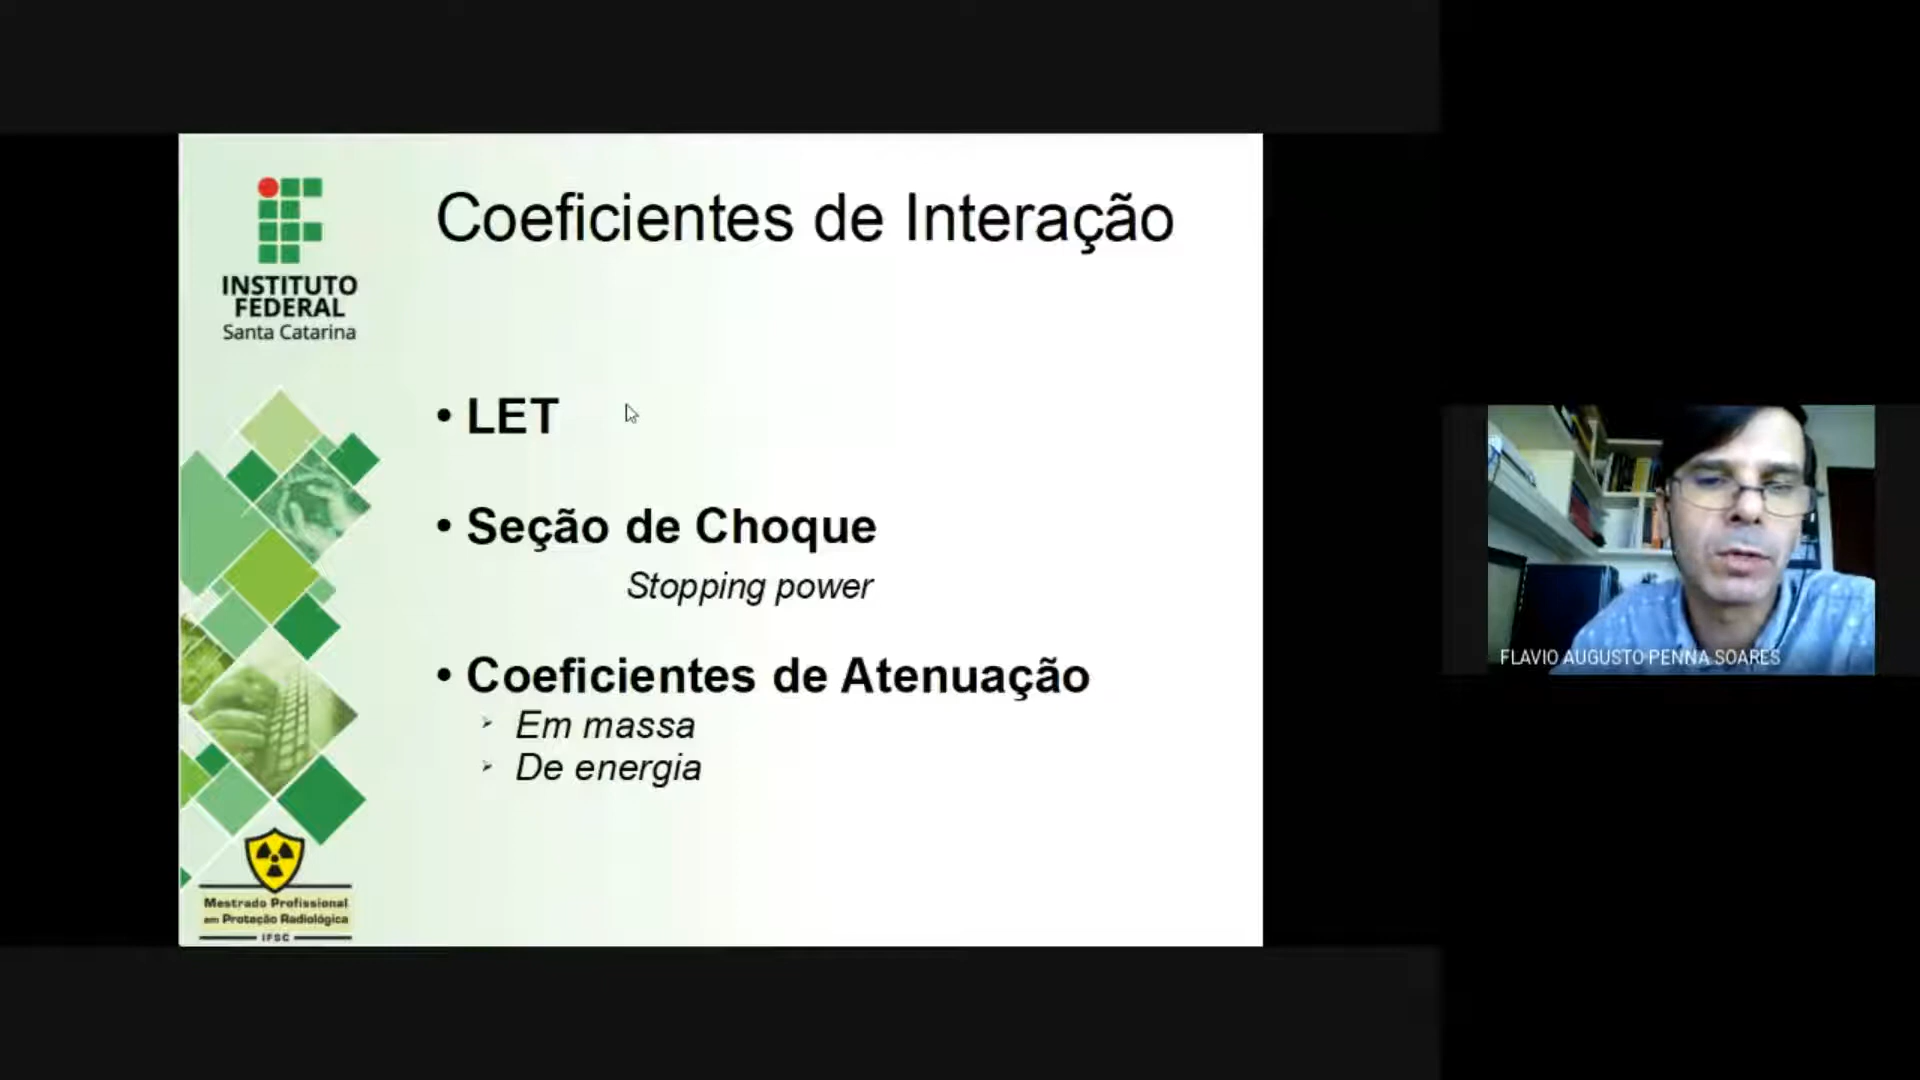 Coeficientes de Interação
INSTITUTO
FEDERAL
Santa Catarina
• LET
• Seção de Choque
Stopping power
• Coeficientes de Atenuação
➢ Em massa
➢ De energia
Mestrado Profissional
em Proteção Radiológica
IFSC
FLAVIO AUGUSTO PENNA SOARES